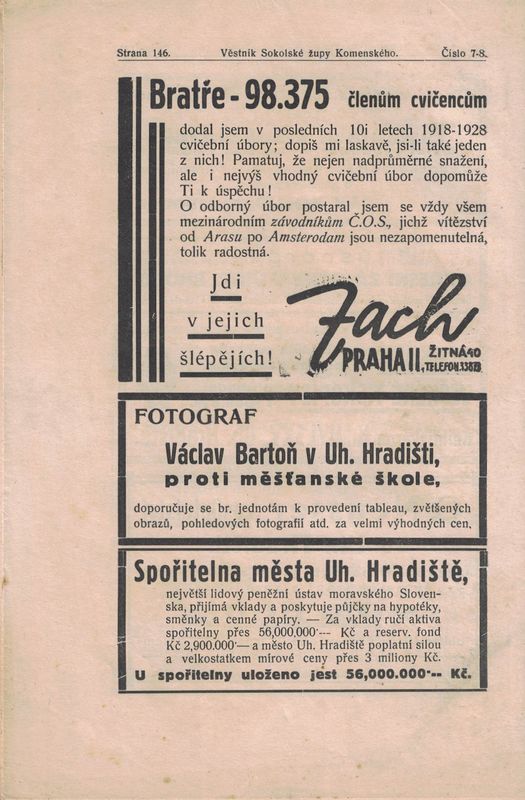 Strana 146. Věstník Sokolské župy Komenského. Číslo 7-8.
Bratře - 98.375 členům cvičencům
dodal jsem v posledních 10i letech 1918-1928
cvičební úbory; dopiš mi laskavě, jsi-li také jeden
z nich! Pamatuj, že nejen nadprůměrné snažení,
ale i nejvýš vhodný cvičební úbor dopomůže
Ti k úspěchu!
O odborný úbor postaral jsem se vždy všem
mezinárodním závodníkům Č.O.S., jichž vítězství
od Arasu po Amsterodam jsou nezapomenutelná,
tolik radostná.
Jdi
v jejich
šlépějích!
Zach
PRAHA II, ŽITNÁ 40
TELEFON
FOTOGRAF
Václav Bartoň v Uh. Hradišti,
proti měšťanské škole,
doporučuje se br. jednotám k provedení tableau, zvětšených
obrazů, pohledových fotografií atd. za velmi výhodných cen.
Spořitelna města Uh. Hradiště,
největší lidový peněžní ústav moravského Sloven-
ska, přijímá vklady a poskytuje půjčky na hypotéky,
směnky a cenné papíry. — Za vklady ručí aktiva
spořitelny přes 56,000.000·— Kč a reserv. fond
Kč 2,900.000·— a město Uh. Hradiště poplatní silou
a velkostatkem mírové ceny přes 3 miliony Kč.
U spořitelny uloženo jest 56,000.000·-- Kč.